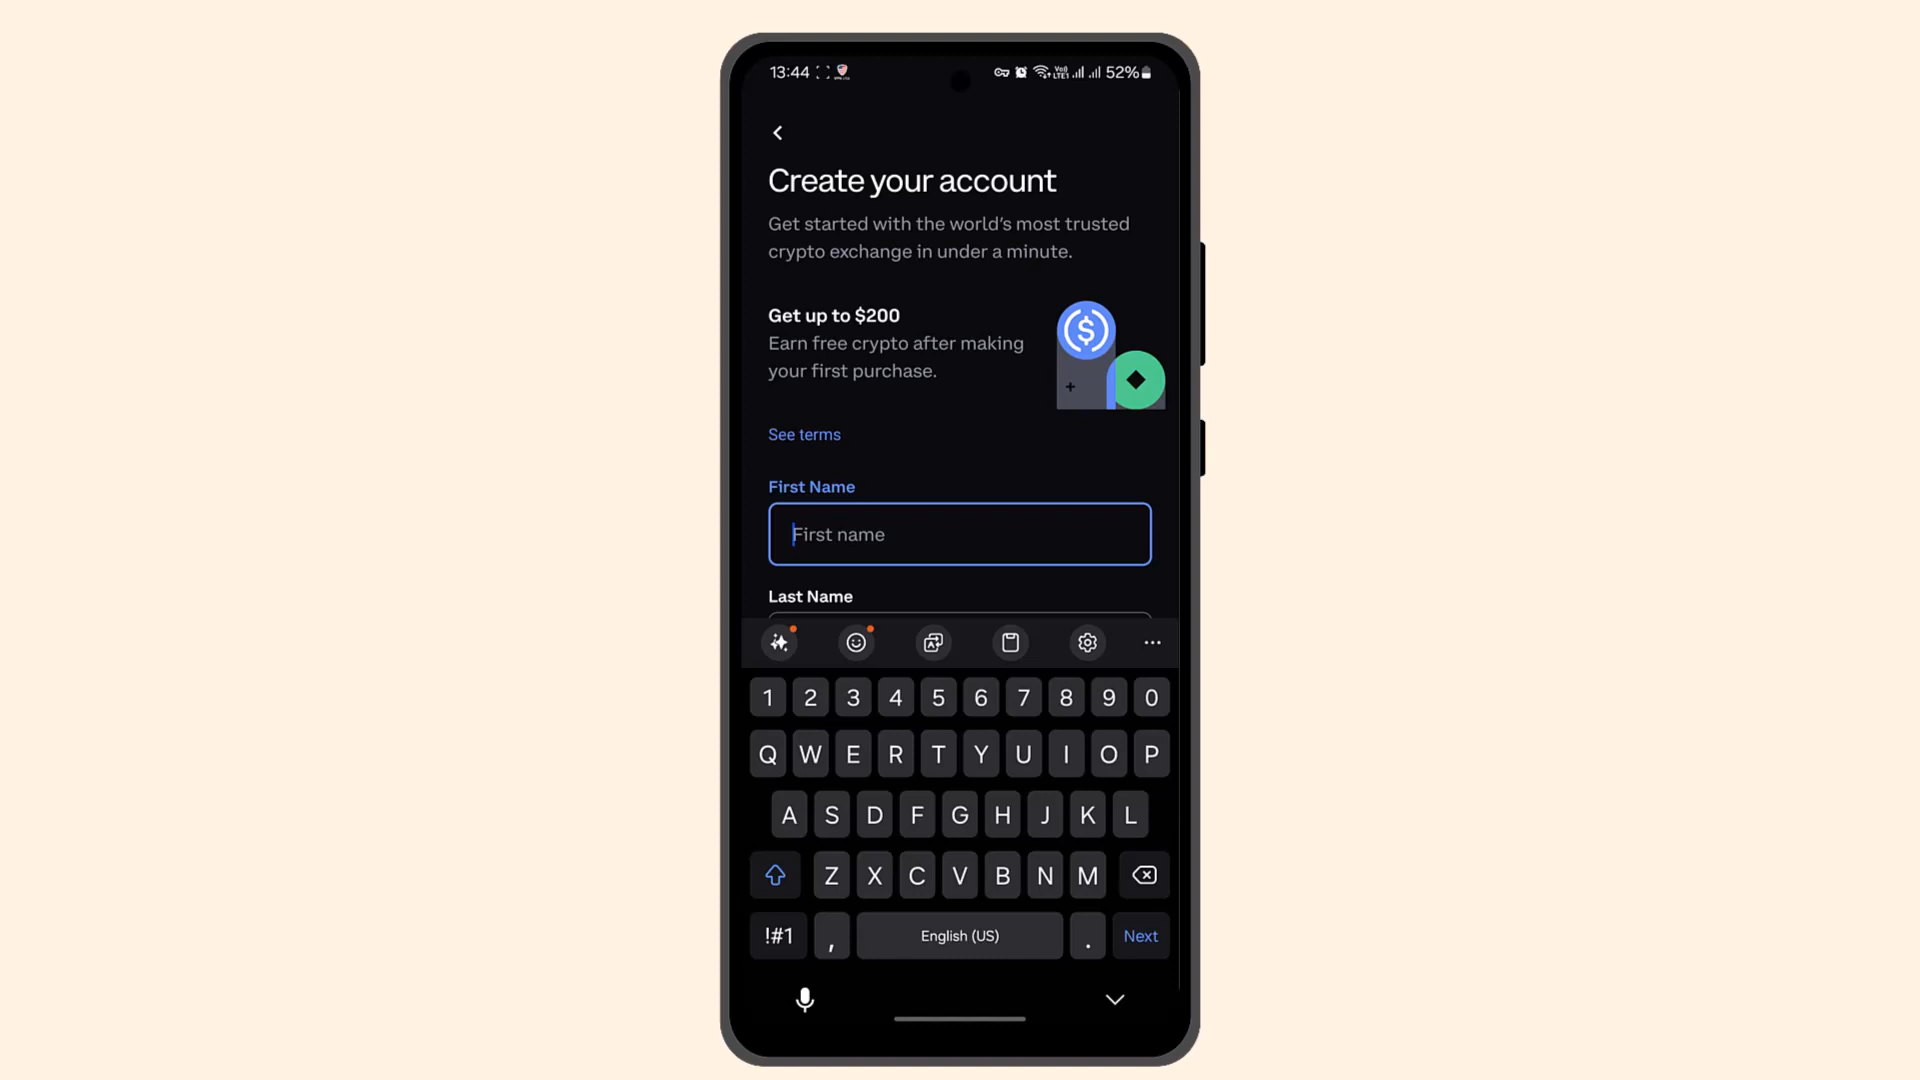 13:44 52%
Create your account
Get started with the world's most trusted
crypto exchange in under a minute.
Get up to $200
Earn free crypto after making
your first purchase.
See terms
First Name
First name
Last Name
1 2 3 4 5 6 7 8 9 0
Q W E R T Y U I O P
A S D F G H J K L
Z X C V B N M
!#1 , English (US) . Next